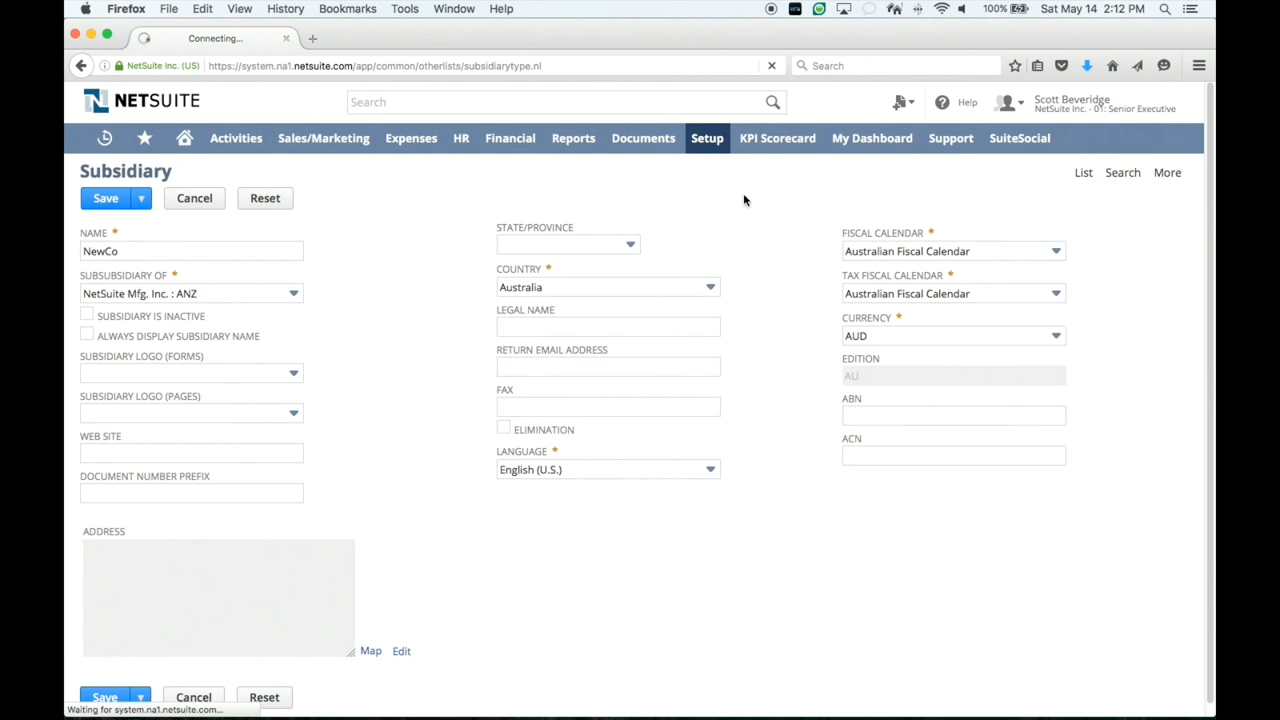 Firefox File Edit View History Bookmarks Tools Window Help 100% Sat May 14 2:12 PM
Connecting...
NetSuite Inc. (US) https://system.na1.netsuite.com/app/common/otherlists/subsidiarytype.nl Search
NETSUITE Search Help Scott Beveridge
NetSuite Inc. - 01: Senior Executive
Activities Sales/Marketing Expenses HR Financial Reports Documents Setup KPI Scorecard My Dashboard Support SuiteSocial
Subsidiary List Search More
Save Cancel Reset
NAME *
NewCo
SUBSUBSIDIARY OF *
NetSuite Mfg. Inc. : ANZ
SUBSIDIARY IS INACTIVE
ALWAYS DISPLAY SUBSIDIARY NAME
SUBSIDIARY LOGO (FORMS)
SUBSIDIARY LOGO (PAGES)
WEB SITE
DOCUMENT NUMBER PREFIX
ADDRESS
Map Edit
STATE/PROVINCE
COUNTRY *
Australia
LEGAL NAME
RETURN EMAIL ADDRESS
FAX
ELIMINATION
LANGUAGE *
English (U.S.)
FISCAL CALENDAR *
Australian Fiscal Calendar
TAX FISCAL CALENDAR *
Australian Fiscal Calendar
CURRENCY *
AUD
EDITION
AU
ABN
ACN
Save Cancel Reset
Waiting for system.na1.netsuite.com...